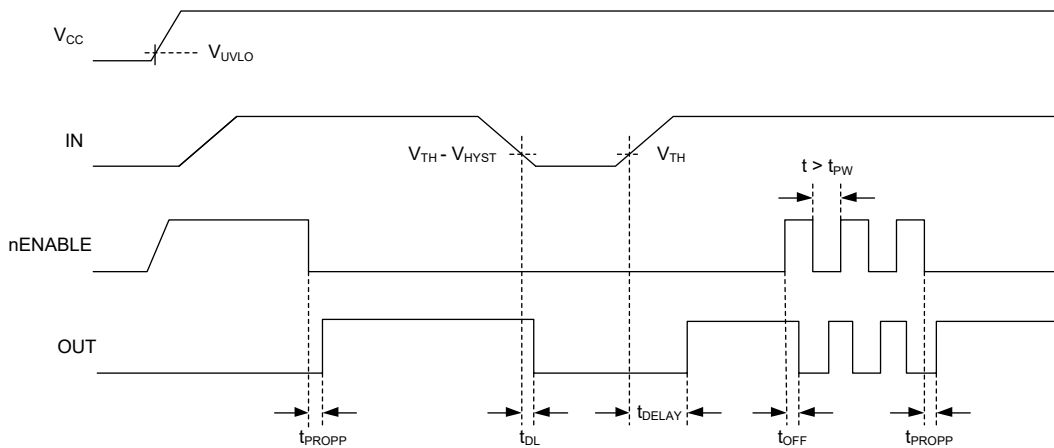 VCC
VUVLO
IN
VTH - VHYST
VTH
t > tPW
nENABLE
OUT
tPROPP
tDL
tDELAY
tOFF
tPROPP